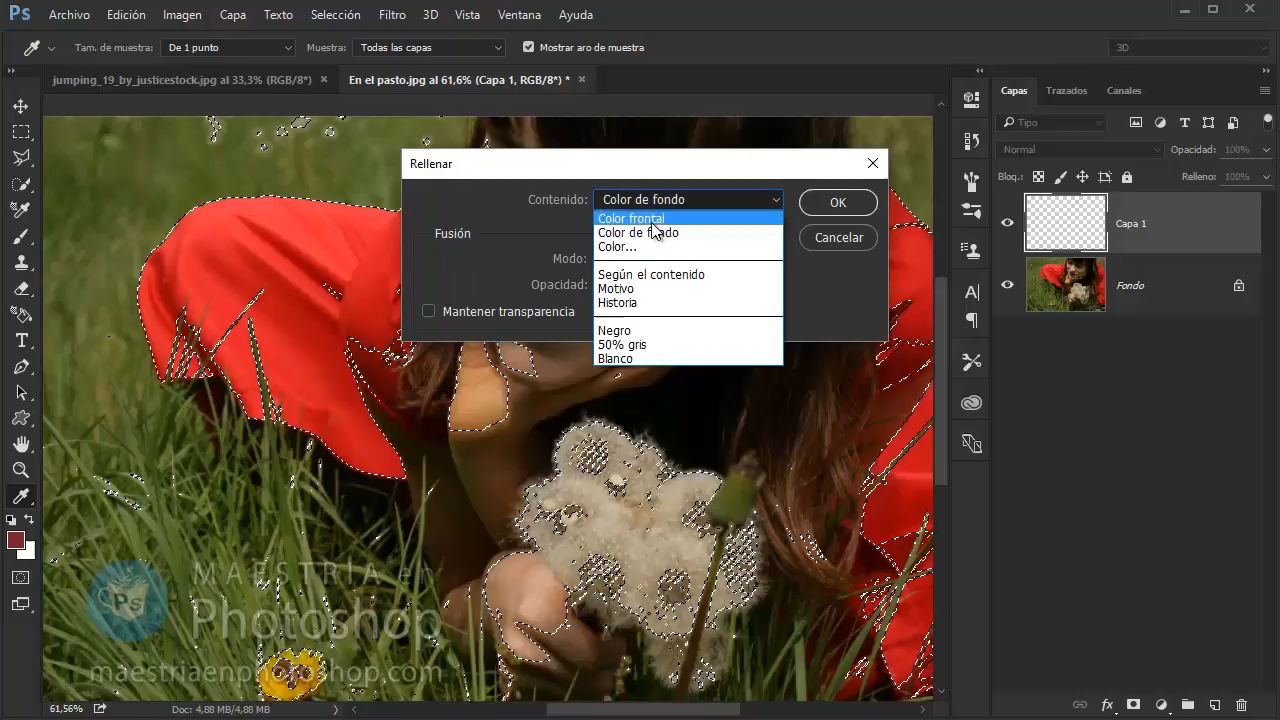 Ps Archivo Edición Imagen Capa Texto Selección Filtro 3D Vista Ventana Ayuda
Tam. de muestra: De 1 punto Muestra: Todas las capas Mostrar aro de muestra 3D
jumping_19_by_justicestock.jpg al 33,3% (RGB/8*) × En el pasto.jpg al 61,6% (Capa 1, RGB/8*) * ×
Capas Trazados Canales
Tipo
Normal Opacidad: 100%
Bloq.: Relleno: 100%
Capa 1
Fondo
Rellenar
Contenido: Color de fondo OK
Color frontal
Fusión Color de fondo Cancelar
Color...
Modo:
Según el contenido
Opacidad:
Motivo
Historia
Mantener transparencia
Negro
50% gris
Blanco
Ps MAESTRIA en
Photoshop
maestriaenphotoshop.com
61,56% Doc: 4,88 MB/4,88 MB
fx